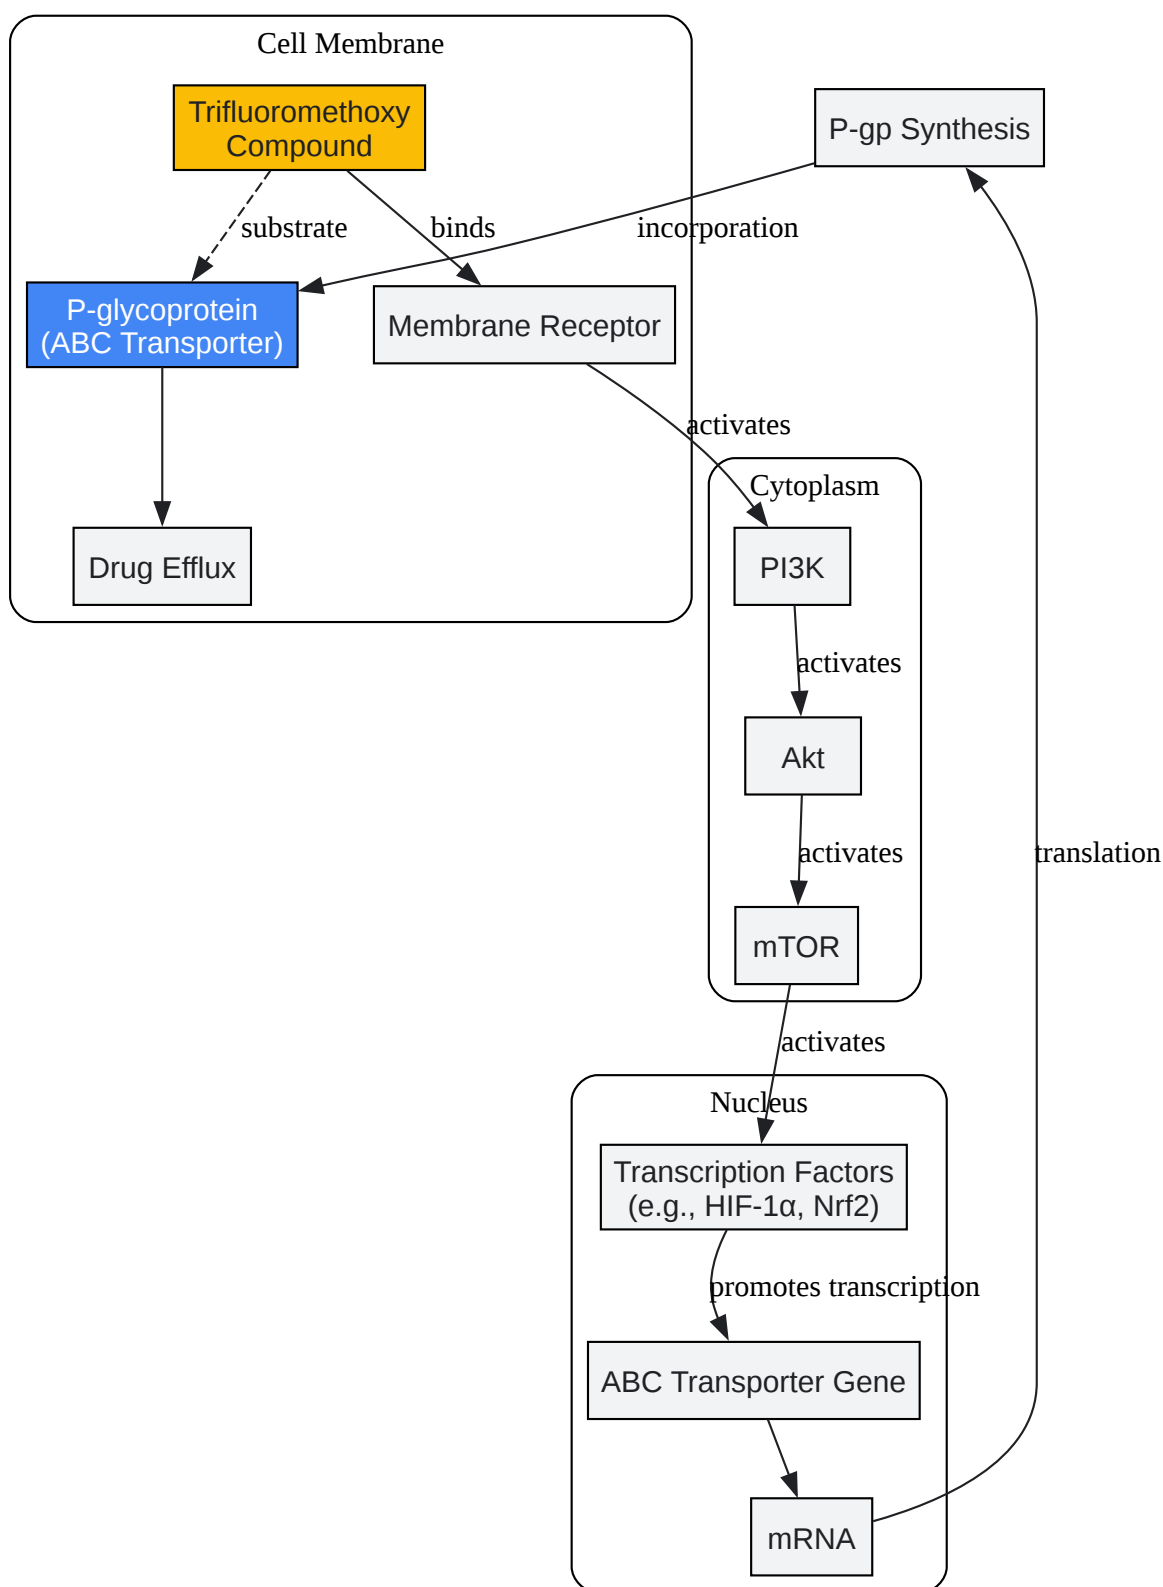 Cell Membrane
Trifluoromethoxy
Compound
P-gp Synthesis
substrate
binds
incorporation
P-glycoprotein
(ABC Transporter)
Membrane Receptor
activates
Cytoplasm
Drug Efflux
PI3K
activates
Akt
activates
translation
mTOR
activates
Nucleus
Transcription Factors
(e.g., HIF-1α, Nrf2)
promotes transcription
ABC Transporter Gene
mRNA